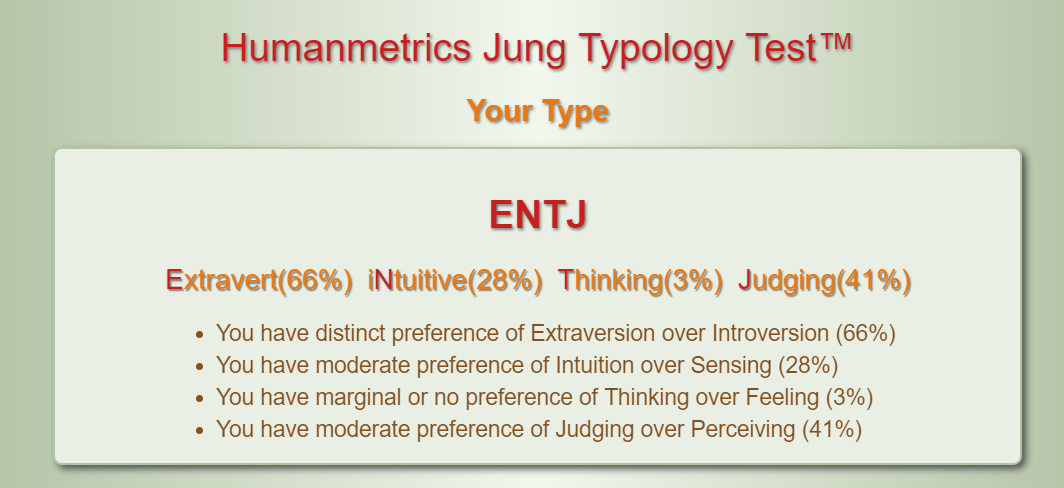 Humanmetrics Jung Typology Test™
Your Type
ENTJ
Extravert(66%) iNtuitive(28%) Thinking(3%) Judging(41%)
• You have distinct preference of Extraversion over Introversion (66%)
• You have moderate preference of Intuition over Sensing (28%)
• You have marginal or no preference of Thinking over Feeling (3%)
• You have moderate preference of Judging over Perceiving (41%)